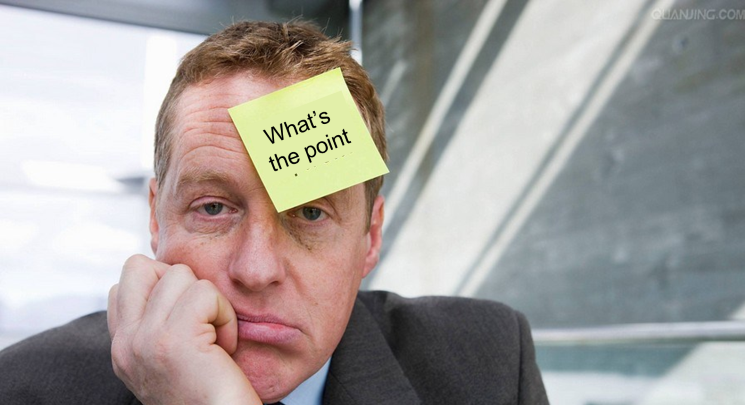 QUANJING.COM
What's
the point